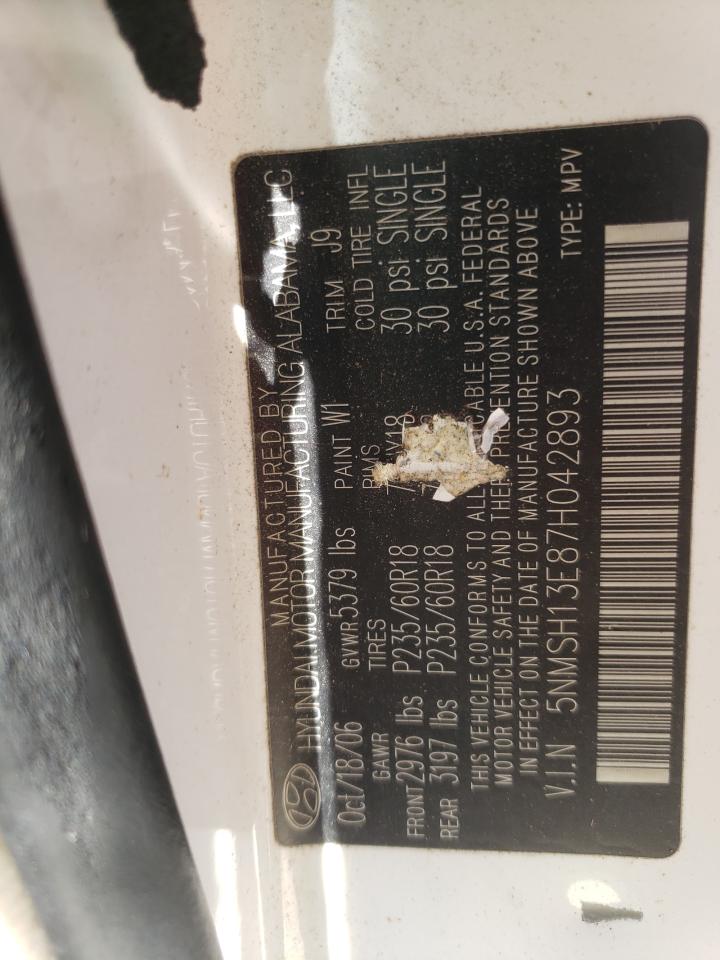 MANUFACTURED BY
HYUNDAI MOTOR MANUFACTURING ALABAMA, LLC
Oct/18/06 GVWR 5379 lbs PAINT W1 TRIM J9
GAWR TIRES RIMS COLD TIRE INFL
FRONT 2976 lbs P235/60R18 30 psi SINGLE
REAR 3197 lbs P235/60R18 30 psi SINGLE
THIS VEHICLE CONFORMS TO ALL U.S.A. FEDERAL
MOTOR VEHICLE SAFETY AND STANDARDS
IN EFFECT ON THE DATE OF MANUFACTURE SHOWN ABOVE
V.I.N 5NMSH13E87H042893 TYPE: MPV